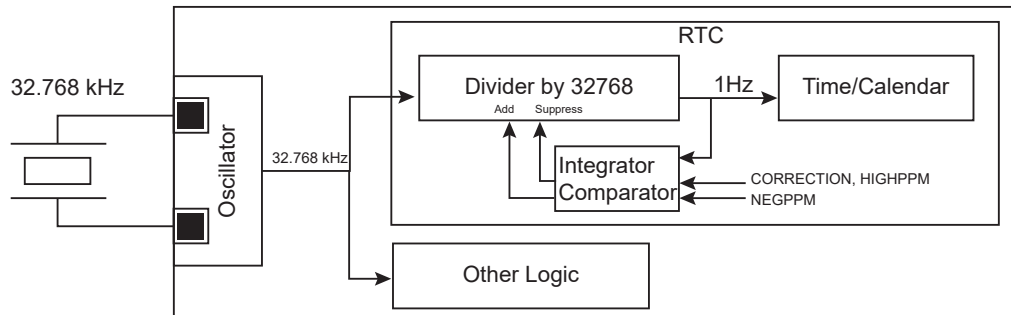 RTC
32.768 kHz
Divider by 32768
Add Suppress
1Hz
Time/Calendar
Oscillator
32.768 kHz
Integrator
Comparator
CORRECTION, HIGHPPM
NEGPPM
Other Logic